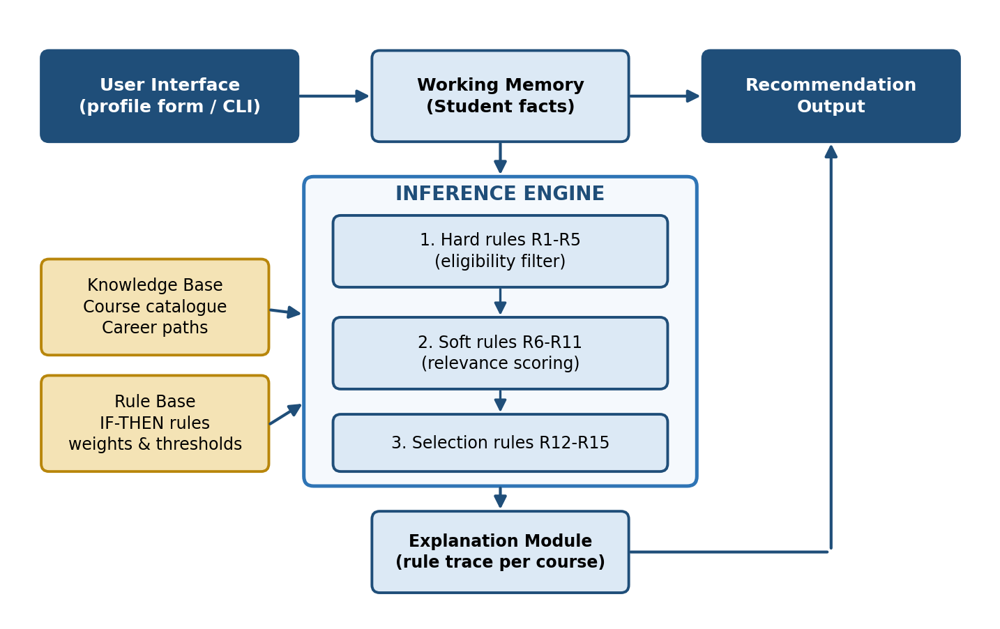 User Interface
(profile form / CLI)
Working Memory
(Student facts)
Recommendation
Output
INFERENCE ENGINE
1. Hard rules R1-R5
(eligibility filter)
Knowledge Base
Course catalogue
Career paths
2. Soft rules R6-R11
(relevance scoring)
Rule Base
IF-THEN rules
weights & thresholds
3. Selection rules R12-R15
Explanation Module
(rule trace per course)